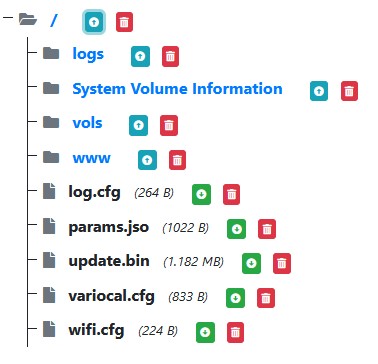 /
logs
System Volume Information
vols
www
log.cfg (264 B)
params.jso (1022 B)
update.bin (1.182 MB)
variocal.cfg (833 B)
wifi.cfg (224 B)